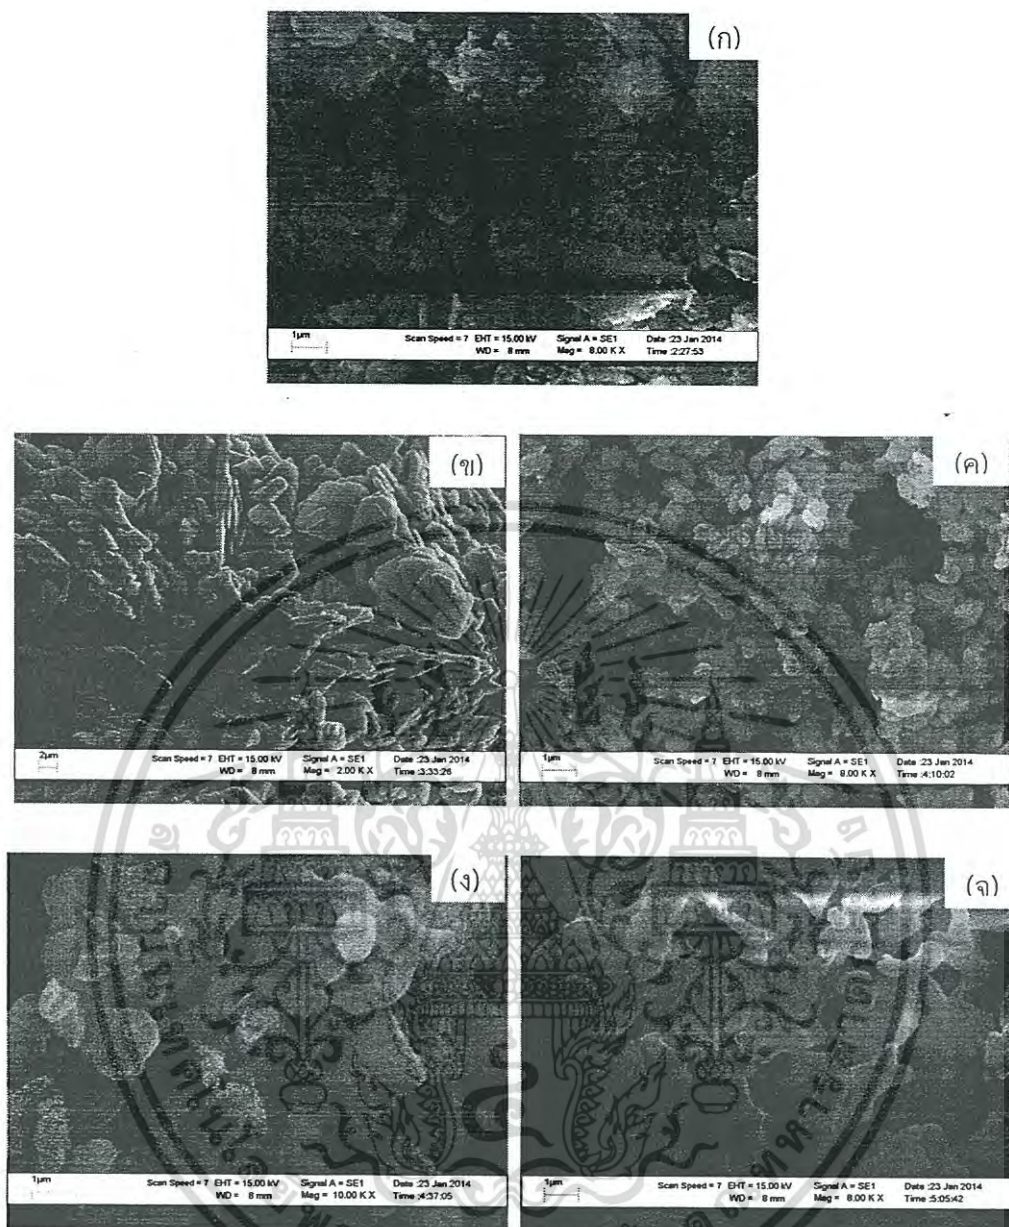 (ก)
1µm
Scan Speed = 7 EHT = 15.00 kV Signal A = SE1 Date :23 Jan 2014
WD = 8 mm Mag = 8.00 K X Time :2:27:53
(ข)
2µm
Scan Speed = 7 EHT = 15.00 kV Signal A = SE1 Date :23 Jan 2014
WD = 8 mm Mag = 2.00 K X Time :3:33:26
(ค)
1µm
Scan Speed = 7 EHT = 15.00 kV Signal A = SE1 Date :23 Jan 2014
WD = 8 mm Mag = 8.00 K X Time :4:10:02
(ง)
1µm
Scan Speed = 7 EHT = 15.00 kV Signal A = SE1 Date :23 Jan 2014
WD = 8 mm Mag = 10.00 K X Time :4:37:05
(จ)
1µm
Scan Speed = 7 EHT = 15.00 kV Signal A = SE1 Date :23 Jan 2014
WD = 8 mm Mag = 8.00 K X Time :5:05:42